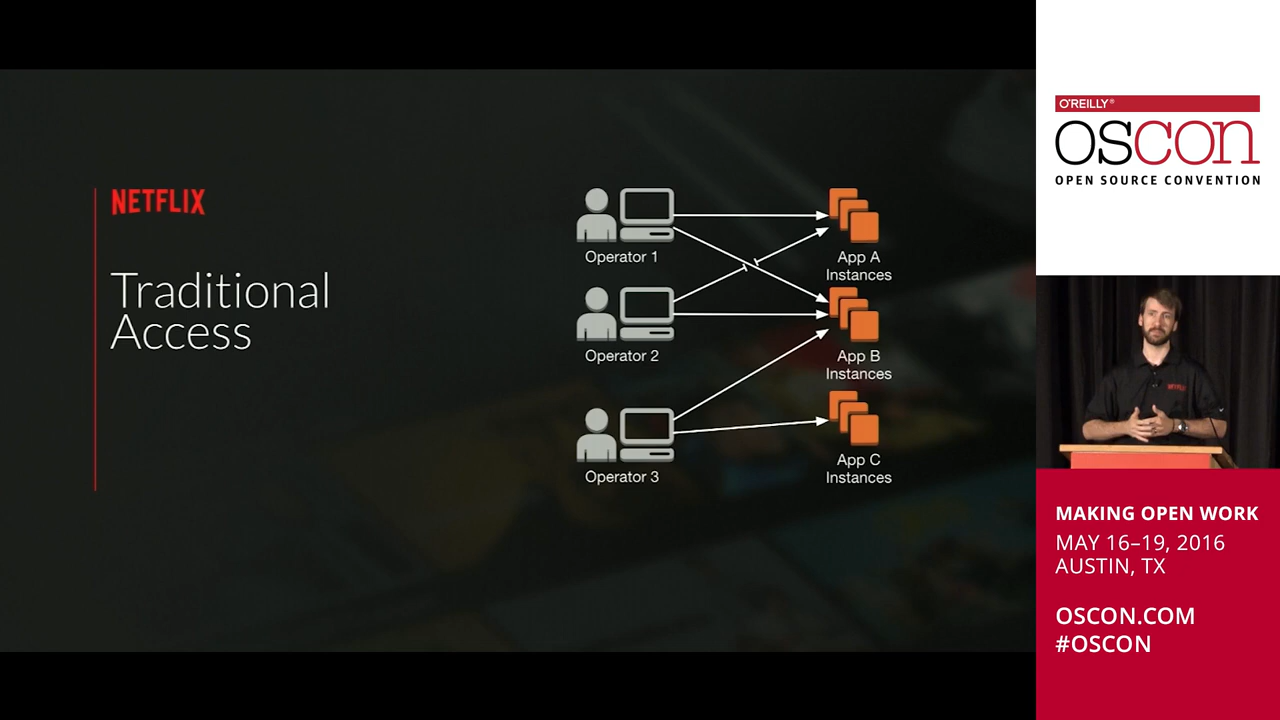 NETFLIX
Traditional
Access
Operator 1
App A
Instances
Operator 2
App B
Instances
Operator 3
App C
Instances
O'REILLY®
OSCON
OPEN SOURCE CONVENTION
NETFLIX
MAKING OPEN WORK
MAY 16–19, 2016
AUSTIN, TX
OSCON.COM
#OSCON